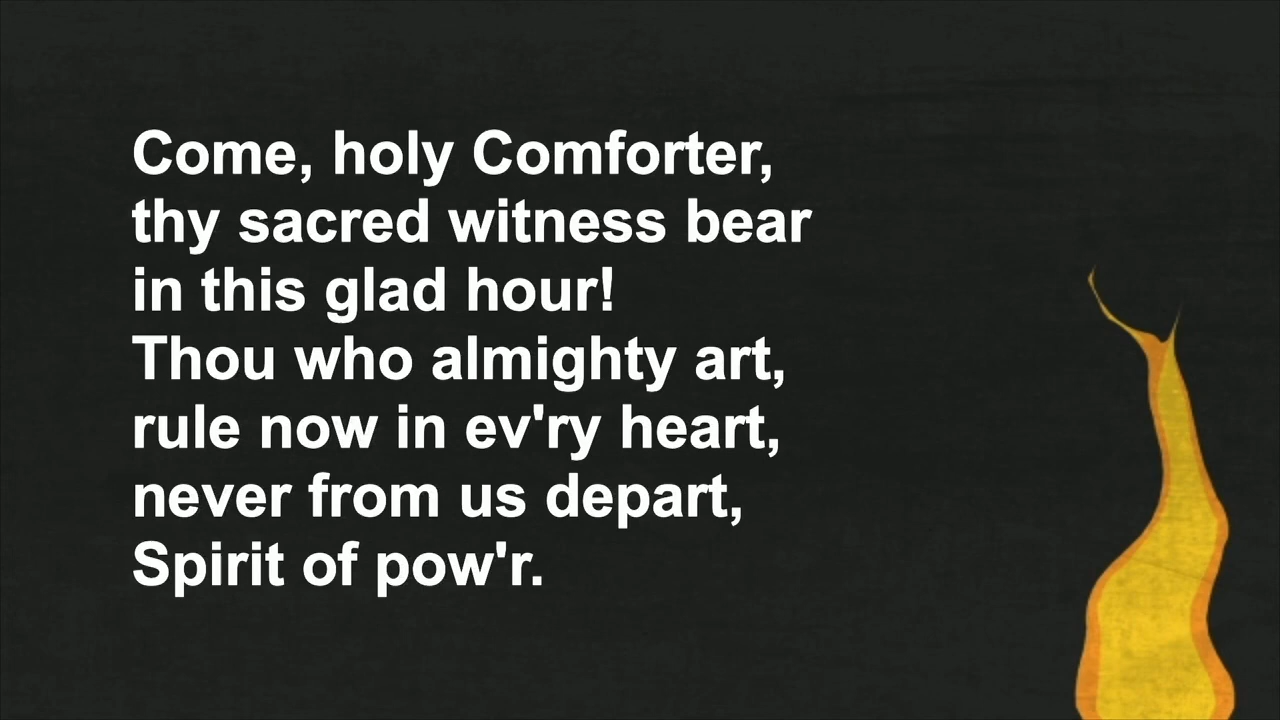 Come, holy Comforter,
thy sacred witness bear
in this glad hour!
Thou who almighty art,
rule now in ev'ry heart,
never from us depart,
Spirit of pow'r.